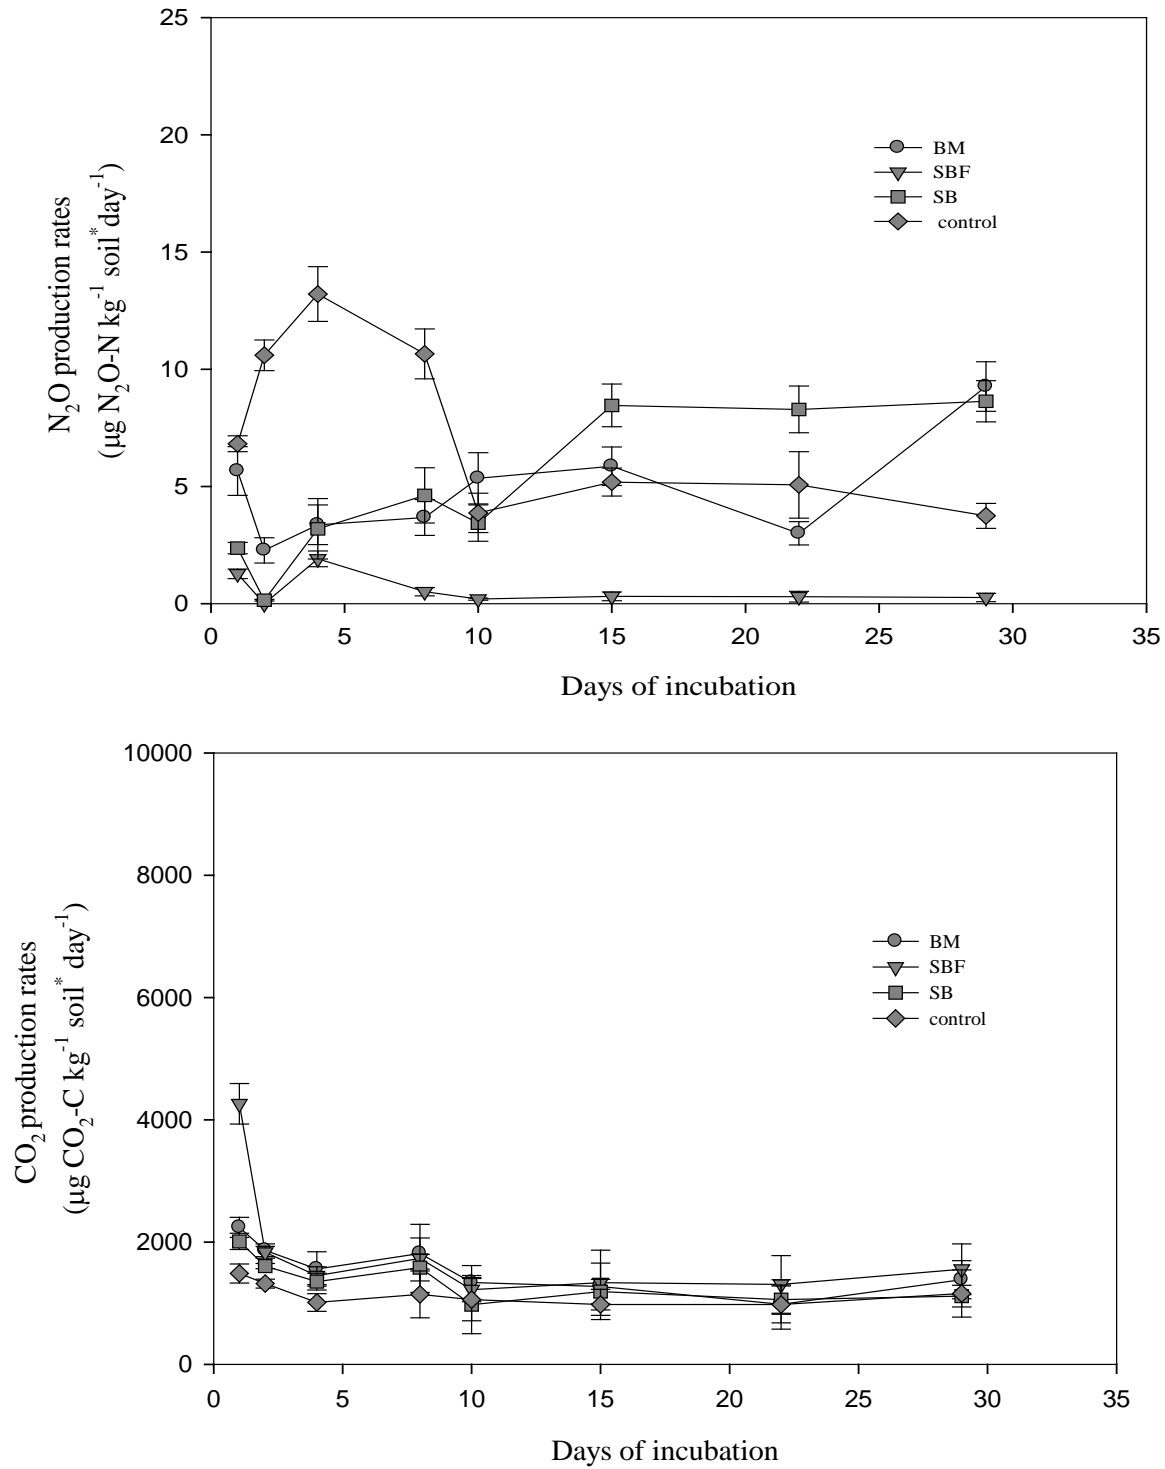 25
20
15
10
5
0
0 5 10 15 20 25 30 35
N₂O production rates
(µg N₂O-N kg⁻¹ soil* day⁻¹)
BM
SBF
SB
control
Days of incubation
10000
8000
6000
4000
2000
0
0 5 10 15 20 25 30 35
CO₂ production rates
(µg CO₂-C kg⁻¹ soil* day⁻¹)
BM
SBF
SB
control
Days of incubation